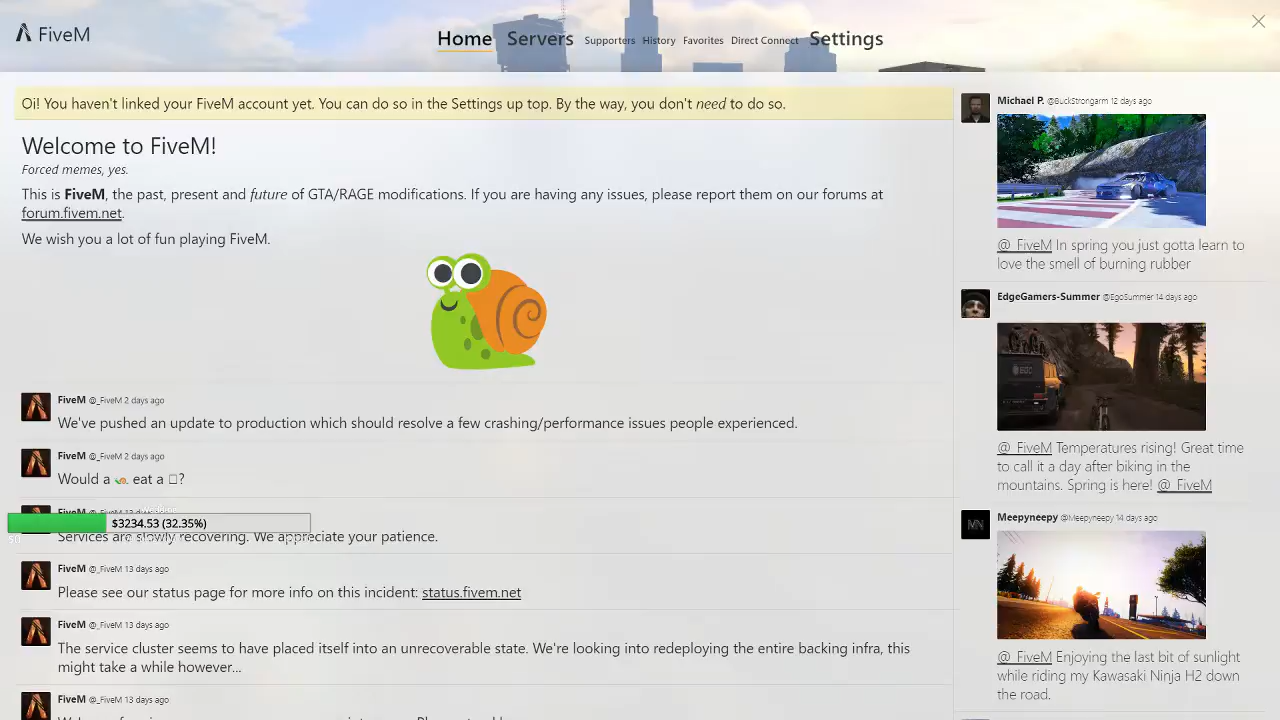 FiveM
Home Servers Supporters History Favorites Direct Connect Settings
Oi! You haven't linked your FiveM account yet. You can do so in the Settings up top. By the way, you don't need to do so.
Welcome to FiveM!
Forced memes, yes.
This is FiveM, the past, present and future of GTA/RAGE modifications. If you are having any issues, please report them on our forums at
forum.fivem.net.
We wish you a lot of fun playing FiveM.
FiveM @_FiveM 2 days ago
We've pushed an update to production which should resolve a few crashing/performance issues people experienced.
FiveM @_FiveM 2 days ago
Would a 🐌 eat a □?
FiveM @_FiveM 13 days ago
$3234.53 (32.35%)
Services are slowly recovering. We appreciate your patience.
FiveM @_FiveM 13 days ago
Please see our status page for more info on this incident: status.fivem.net
FiveM @_FiveM 13 days ago
The service cluster seems to have placed itself into an unrecoverable state. We're looking into redeploying the entire backing infra, this
might take a while however...
FiveM @_FiveM 13 days ago
Michael P. @BuckStrongarm 12 days ago
@_FiveM In spring you just gotta learn to
love the smell of burning rubber
EdgeGamers-Summer @EgoSummer 14 days ago
@_FiveM Temperatures rising! Great time
to call it a day after biking in the
mountains. Spring is here! @_FiveM
Meepyneepy @Meepyneepy 14 days ago
@_FiveM Enjoying the last bit of sunlight
while riding my Kawasaki Ninja H2 down
the road.